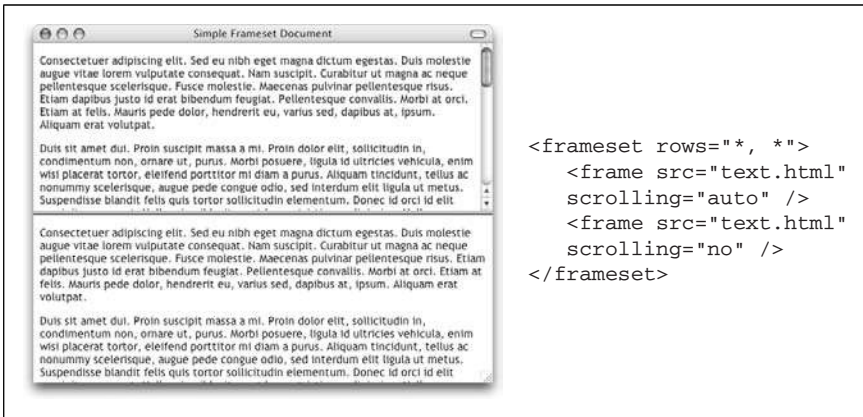 Simple Frameset Document
Consectetuer adipiscing elit. Sed eu nibh eget magna dictum egestas. Duis molestie
augue vitae lorem vulputate consequat. Nam suscipit. Curabitur ut magna ac neque
pellentesque scelerisque. Fusce molestie. Maecenas pulvinar pellentesque risus.
Etiam dapibus justo id erat bibendum feugiat. Pellentesque convallis. Morbi at orci.
Etiam at felis. Mauris pede dolor, hendrerit eu, varius sed, dapibus at, ipsum.
Aliquam erat volutpat.
Duis sit amet dui. Proin suscipit massa a mi. Proin dolor elit, sollicitudin in,
condimentum non, ornare ut, purus. Morbi posuere, ligula id ultricies vehicula, enim
wisi placerat tortor, eleifend porttitor mi diam a purus. Aliquam tincidunt, tellus ac
nonummy scelerisque, augue pede congue odio, sed interdum elit ligula ut metus.
Suspendisse blandit felis quis tortor sollicitudin elementum. Donec id orci id elit
Consectetuer adipiscing elit. Sed eu nibh eget magna dictum egestas. Duis molestie
augue vitae lorem vulputate consequat. Nam suscipit. Curabitur ut magna ac neque
pellentesque scelerisque. Fusce molestie. Maecenas pulvinar pellentesque risus. Etiam
dapibus justo id erat bibendum feugiat. Pellentesque convallis. Morbi at orci. Etiam at
felis. Mauris pede dolor, hendrerit eu, varius sed, dapibus at, ipsum. Aliquam erat
volutpat.
Duis sit amet dui. Proin suscipit massa a mi. Proin dolor elit, sollicitudin in,
condimentum non, ornare ut, purus. Morbi posuere, ligula id ultricies vehicula, enim
wisi placerat tortor, eleifend porttitor mi diam a purus. Aliquam tincidunt, tellus ac
nonummy scelerisque, augue pede congue odio, sed interdum elit ligula ut metus.
Suspendisse blandit felis quis tortor sollicitudin elementum. Donec id orci id elit
<frameset rows="*, *">
<frame src="text.html"
scrolling="auto" />
<frame src="text.html"
scrolling="no" />
</frameset>